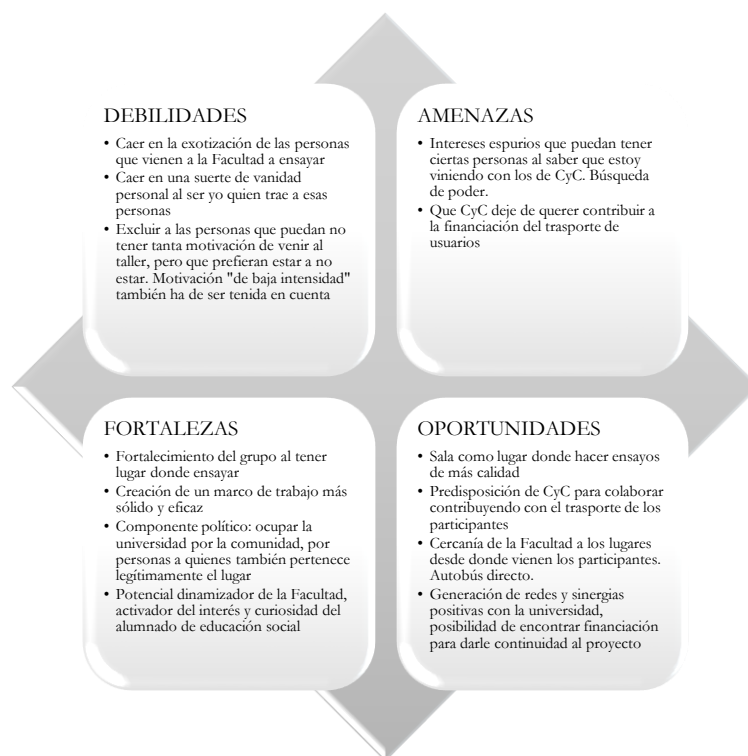 DEBILIDADES
• Caer en la exotización de las personas
que vienen a la Facultad a ensayar
• Caer en una suerte de vanidad
personal al ser yo quien trae a esas
personas
• Excluir a las personas que puedan no
tener tanta motivación de venir al
taller, pero que prefieran estar a no
estar. Motivación "de baja intensidad"
también ha de ser tenida en cuenta
AMENAZAS
• Intereses espurios que puedan tener
ciertas personas al saber que estoy
viniendo con los de CyC. Búsqueda
de poder.
• Que CyC deje de querer contribuir a
la financiación del trasporte de
usuarios
FORTALEZAS
• Fortalecimiento del grupo al tener
lugar donde ensayar
• Creación de un marco de trabajo más
sólido y eficaz
• Componente político: ocupar la
universidad por la comunidad, por
personas a quienes también pertenece
legítimamente el lugar
• Potencial dinamizador de la Facultad,
activador del interés y curiosidad del
alumnado de educación social
OPORTUNIDADES
• Sala como lugar donde hacer ensayos
de más calidad
• Predisposición de CyC para colaborar
contribuyendo con el trasporte de los
participantes
• Cercanía de la Facultad a los lugares
desde donde vienen los participantes.
Autobús directo.
• Generación de redes y sinergias
positivas con la universidad,
posibilidad de encontrar financiación
para darle continuidad al proyecto